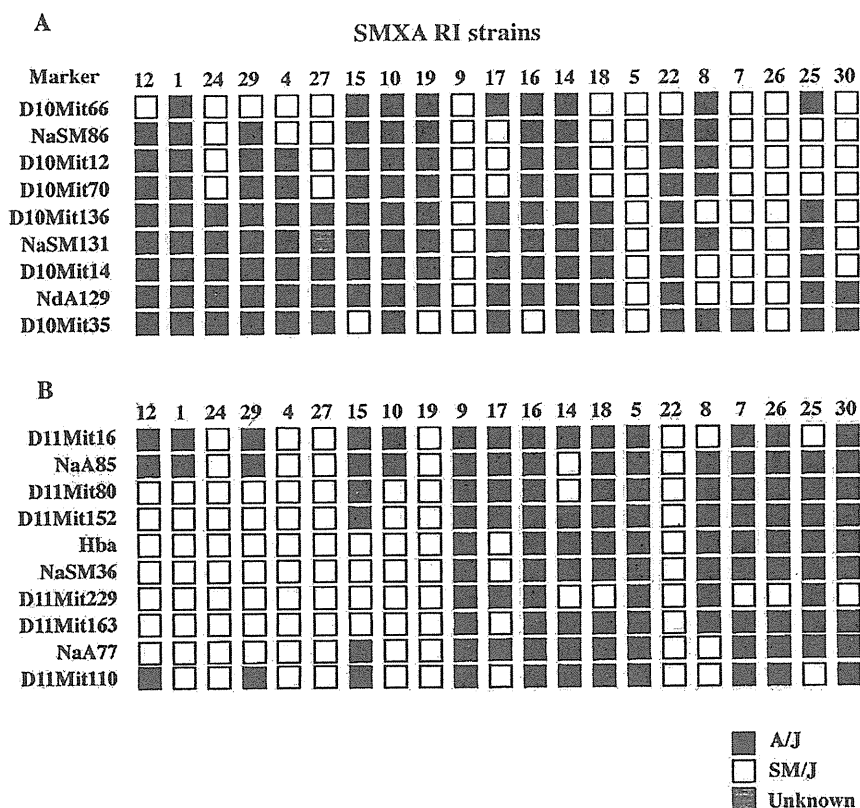 A
SMXA RI strains
Marker 12 1 24 29 4 27 15 10 19 9 17 16 14 18 5 22 8 7 26 25 30
D10Mit66
NaSM86
D10Mit12
D10Mit70
D10Mit136
NaSM131
D10Mit14
NdA129
D10Mit35
B
12 1 24 29 4 27 15 10 19 9 17 16 14 18 5 22 8 7 26 25 30
D11Mit16
NaA85
D11Mit80
D11Mit152
Hba
NaSM36
D11Mit229
D11Mit163
NaA77
D11Mit110
A/J
SM/J
Unknown